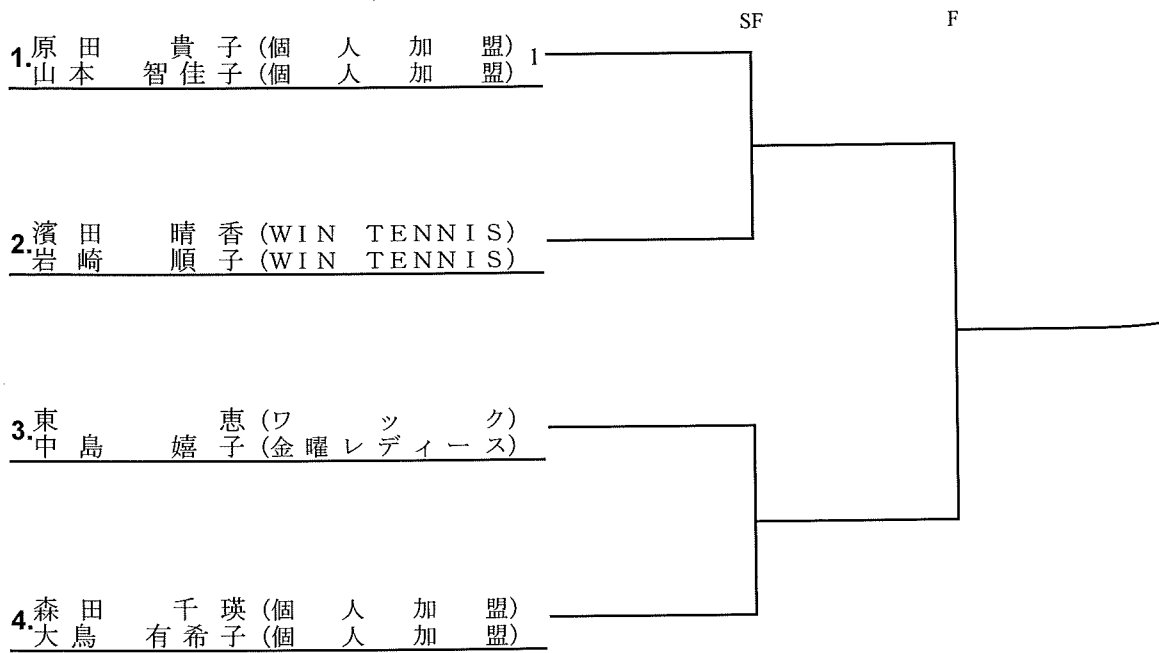 SF F
1. 原田 貴子 (個人加盟) 1
山本 智佳子 (個人加盟)
2. 濱田 晴香 (WIN TENNIS)
岩崎 順子 (WIN TENNIS)
3. 東 恵 (ワック)
中島 嬉子 (金曜レディース)
4. 森田 千瑛 (個人加盟)
大鳥 有希子 (個人加盟)